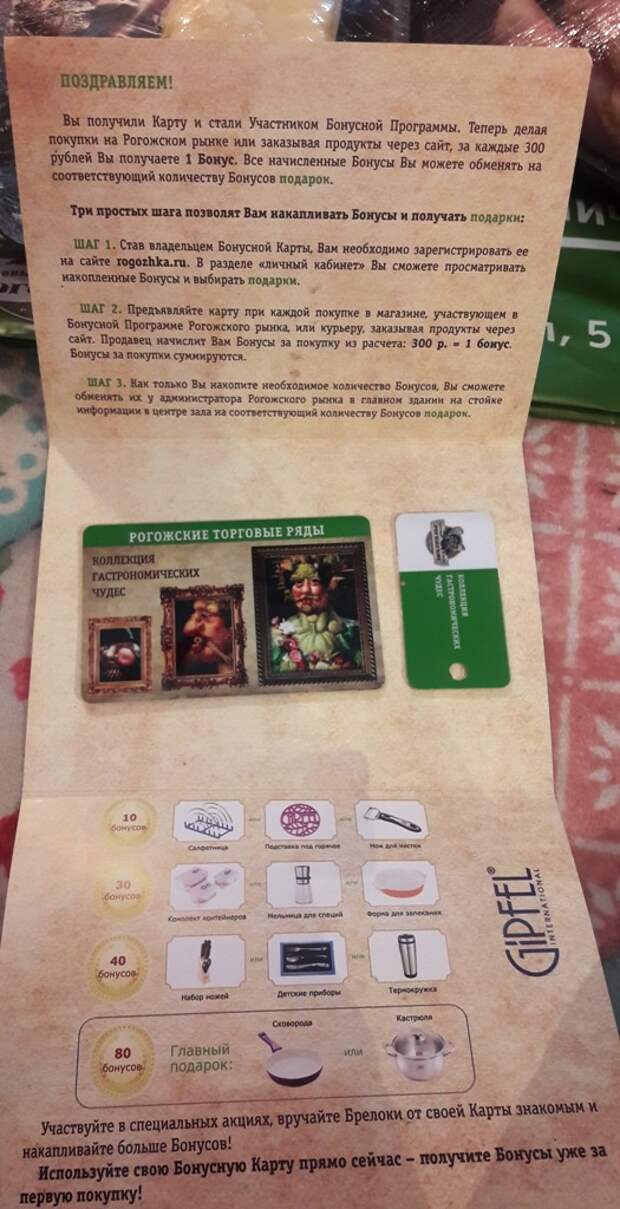 ПОЗДРАВЛЯЕМ!
Вы получили Карту и стали Участником Бонусной Программы. Теперь делая
покупки на Рогожском рынке или заказывая продукты через сайт, за каждые 300
рублей Вы получаете 1 Бонус. Все начисленные Бонусы Вы можете обменять на
соответствующий количеству Бонусов подарок.
Три простых шага позволят Вам накапливать Бонусы и получать подарки:
ШАГ 1. Став владельцем Бонусной Карты, Вам необходимо зарегистрировать ее
на сайте rogozhka.ru. В разделе «личный кабинет» Вы сможете просматривать
накопленные Бонусы и выбирать подарки.
ШАГ 2. Предъявляйте карту при каждой покупке в магазине, участвующем в
Бонусной Программе Рогожского рынка, или курьеру, заказывая продукты через
сайт. Продавец начислит Вам Бонусы за покупку из расчета: 300 р. = 1 бонус.
Бонусы за покупки суммируются.
ШАГ 3. Как только Вы накопите необходимое количество Бонусов, Вы сможете
обменять их у администратора Рогожского рынка в главном здании на стойке
информации в центре зала на соответствующий количеству Бонусов подарок.
, 5
РОГОЖСКИЕ ТОРГОВЫЕ РЯДЫ
КОЛЛЕКЦИЯ
ГАСТРОНОМИЧЕСКИХ
ЧУДЕС
КОЛЛЕКЦИЯ
ГАСТРОНОМИЧЕСКИХ
ЧУДЕС
10
бонусов
или
или
Салфетница
Подставка под горячее
Нож для чистки
30
бонусов
или
или
Комплект контейнеров
Мельница для специй
Форма для запекания
40
бонусов
или
или
Набор ножей
Детские приборы
Термокружка
GiPFEL®
INTERNATIONAL
80
бонусов
Главный
подарок:
Сковорода
или
Кастрюля
Участвуйте в специальных акциях, вручайте Брелоки от своей Карты знакомым и
накапливайте больше Бонусов!
Используйте свою Бонусную Карту прямо сейчас – получите Бонусы уже за
первую покупку!